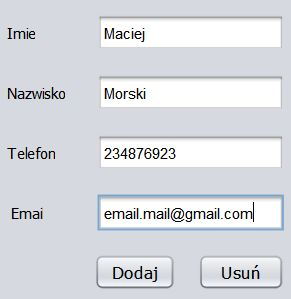 Imie Maciej
Nazwisko Morski
Telefon 234876923
Emai email.mail@gmail.com
Dodaj Usuń